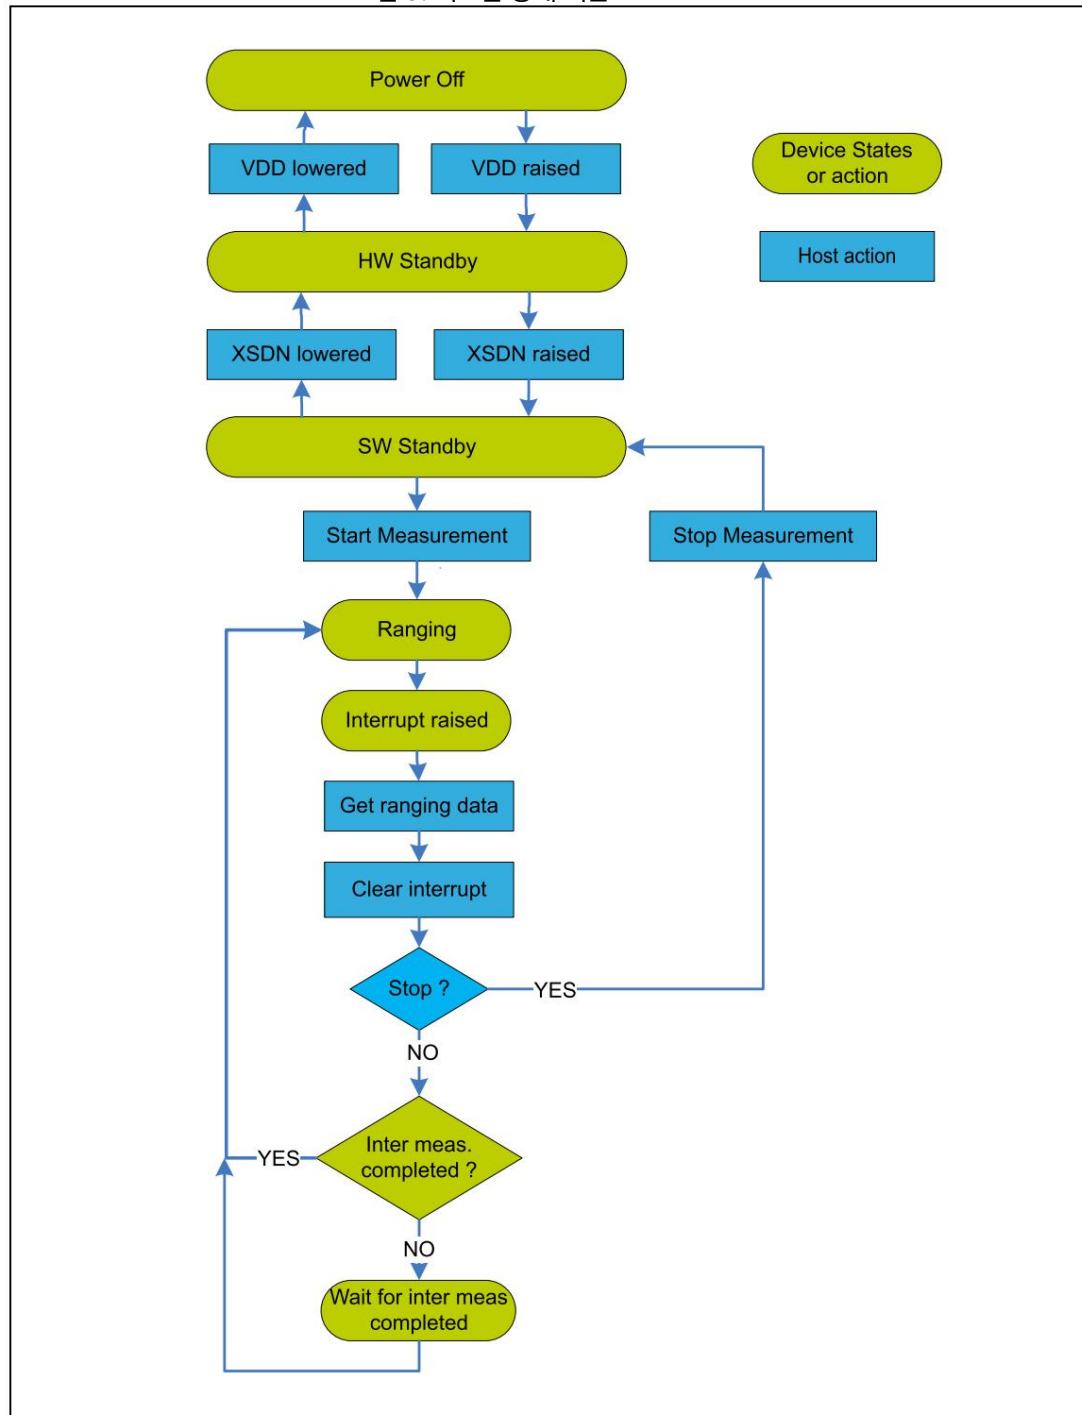 Power Off
VDD lowered
VDD raised
Device States
or action
HW Standby
Host action
XSDN lowered
XSDN raised
SW Standby
Start Measurement
Stop Measurement
Ranging
Interrupt raised
Get ranging data
Clear interrupt
Stop ?
YES
NO
Inter meas.
completed ?
YES
NO
Wait for inter meas
completed